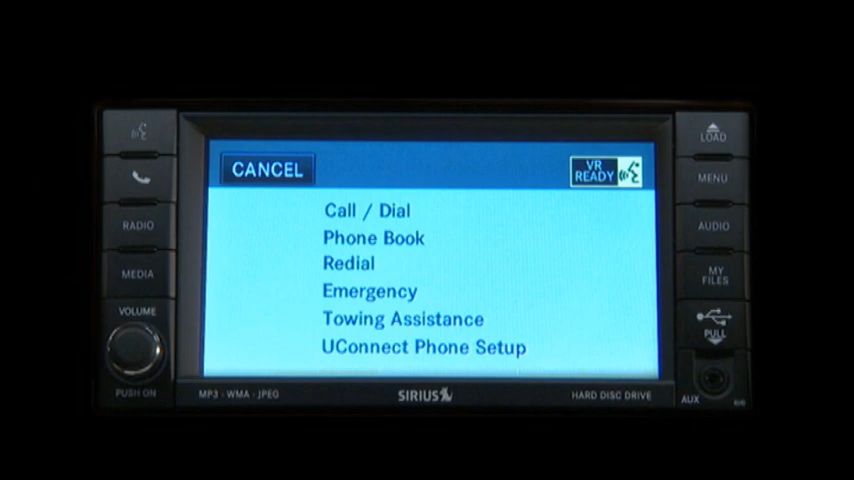 CANCEL
VR
READY
Call / Dial
Phone Book
Redial
Emergency
Towing Assistance
UConnect Phone Setup
RADIO
MEDIA
VOLUME
PUSH ON
LOAD
MENU
AUDIO
MY
FILES
PULL
AUX
MP3 - WMA - JPEG
SIRIUS
HARD DISC DRIVE